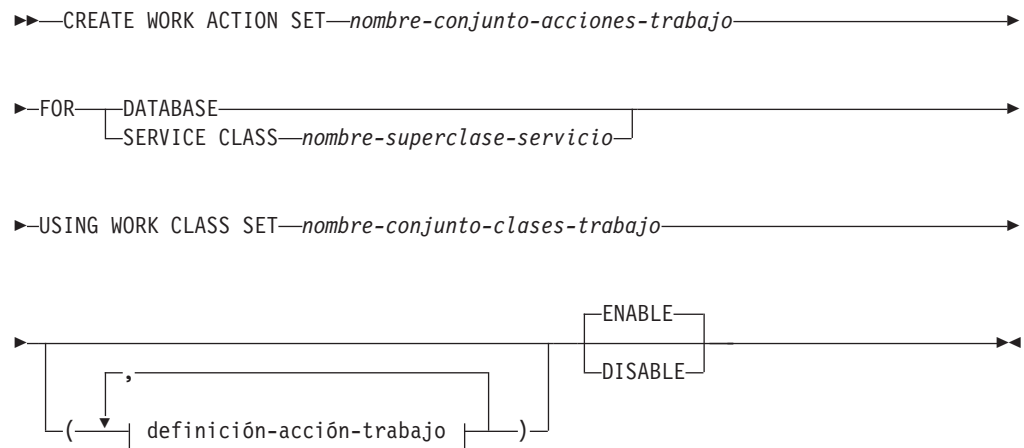 CREATE WORK ACTION SET nombre-conjunto-acciones-trabajo
FOR DATABASE
SERVICE CLASS nombre-superclase-servicio
USING WORK CLASS SET nombre-conjunto-clases-trabajo
ENABLE
DISABLE
,
( definición-acción-trabajo )